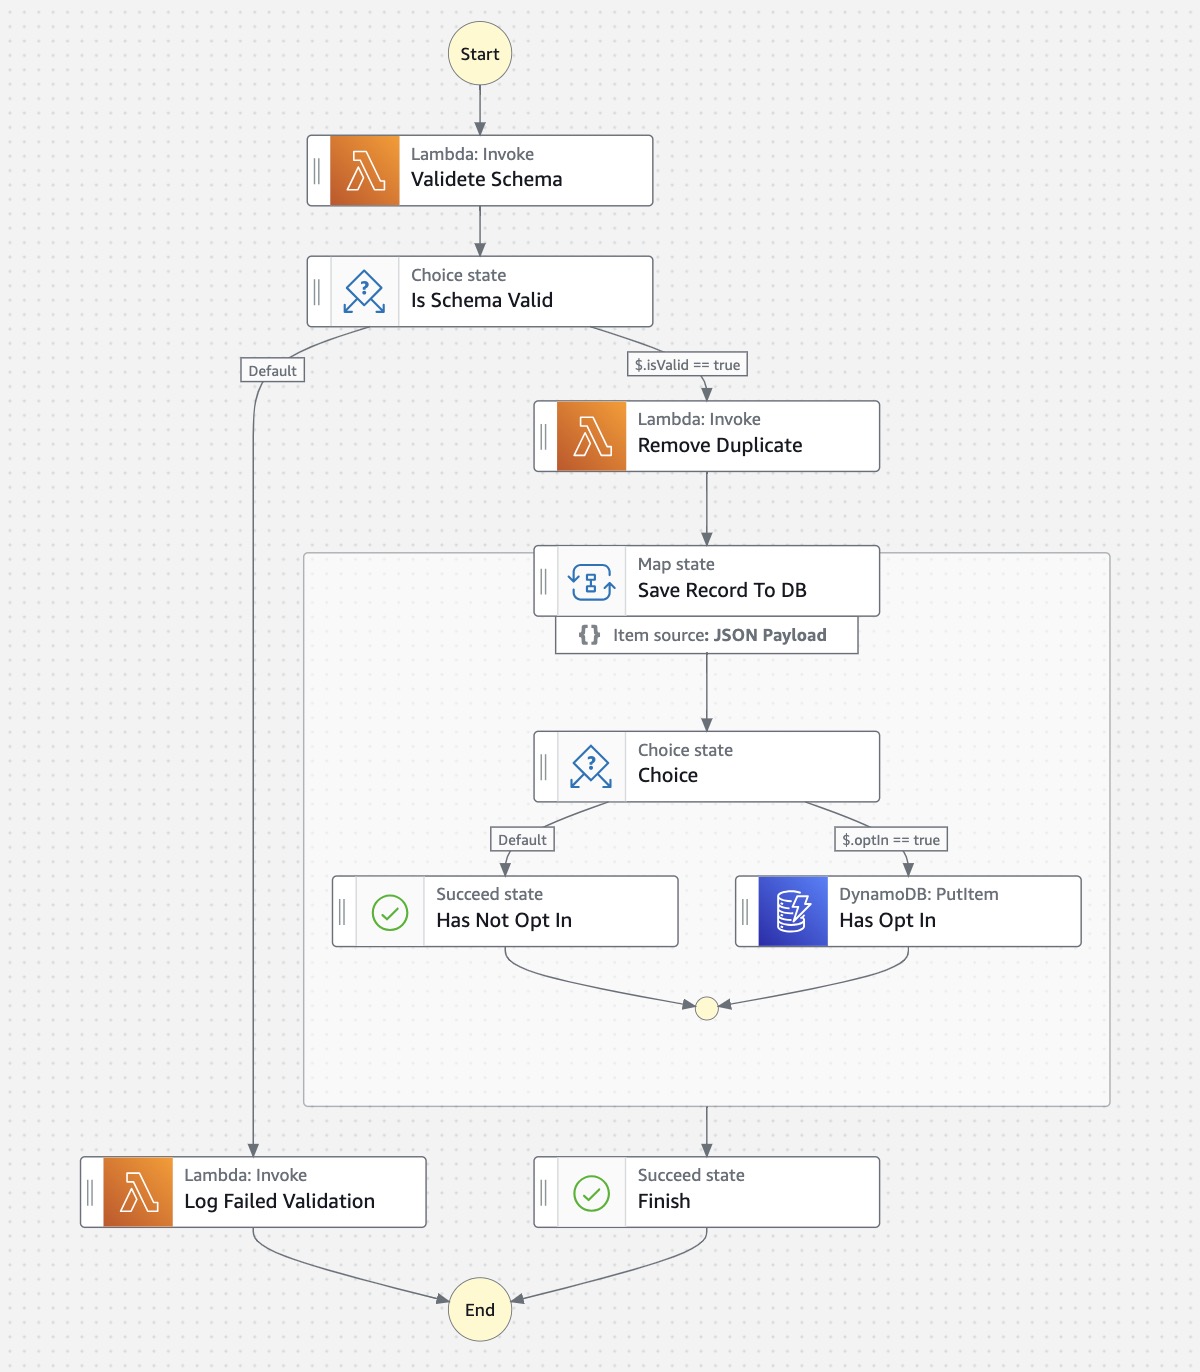 Start
Lambda: Invoke
Validete Schema
Choice state
Is Schema Valid
Default
$.isValid == true
Lambda: Invoke
Remove Duplicate
Map state
Save Record To DB
{} Item source: JSON Payload
Choice state
Choice
Default
$.optIn == true
Succeed state
Has Not Opt In
DynamoDB: PutItem
Has Opt In
Lambda: Invoke
Log Failed Validation
Succeed state
Finish
End